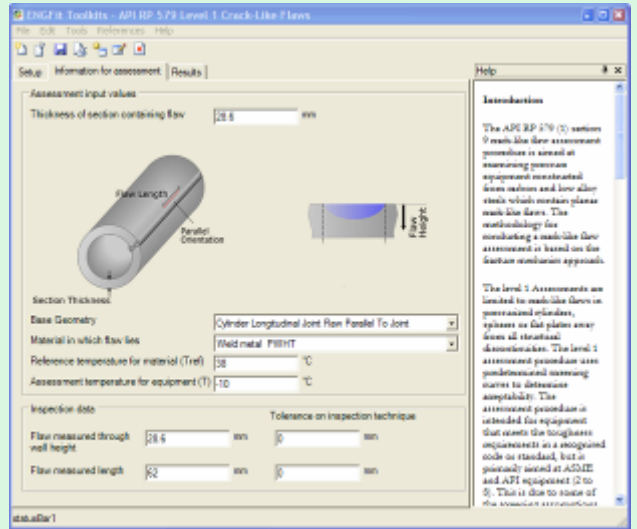 ENGFit Toolkits - API RP 579 Level 1 Crack-Like Flaws
File Edit Tools References Help
Setup Information for assessment Results
Assessment input values
Thickness of section containing flaw 28.6 mm
Flaw Length
Parallel
Orientation
Flaw
Height
Section Thickness
Base Geometry Cylinder Longitudinal Joint Flaw Parallel To Joint
Material in which flaw lies Weld metal PWHT
Reference temperature for material (Tref) 38 °C
Assessment temperature for equipment (T) -10 °C
Inspection data
Tolerance on inspection technique
Flaw measured through
wall height 28.6 mm 0 mm
Flaw measured length 62 mm 0 mm
statusBar1
Help
Introduction
The API RP 579 (1) section
9 crack-like flaw assessment
procedure is aimed at
examining pressure
equipment constructed
from carbon and low alloy
steels which contain planar
crack-like flaws. The
methodology for
conducting a crack-like flaw
assessment is based on the
fracture mechanics approach.
The level 1 Assessments are
limited to crack-like flaws in
pressurized cylinders,
spheres or flat plates away
from all structural
discontinuities. The level 1
assessment procedure uses
predetermined screening
curves to determine
acceptability. The
assessment procedure is
intended for equipment
that meets the toughness
requirements in a recognised
code or standard, but is
primarily aimed at ASME
and API equipment (2 to
8). This is due to some of
the screening assumptions